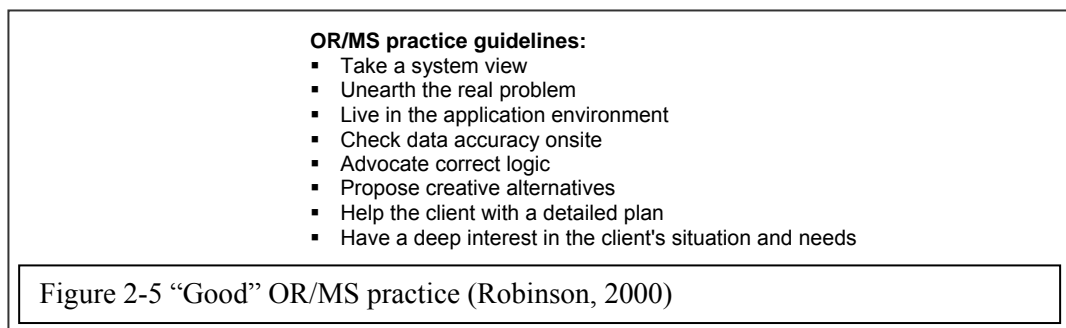 OR/MS practice guidelines:
▪ Take a system view
▪ Unearth the real problem
▪ Live in the application environment
▪ Check data accuracy onsite
▪ Advocate correct logic
▪ Propose creative alternatives
▪ Help the client with a detailed plan
▪ Have a deep interest in the client's situation and needs
Figure 2-5 “Good” OR/MS practice (Robinson, 2000)